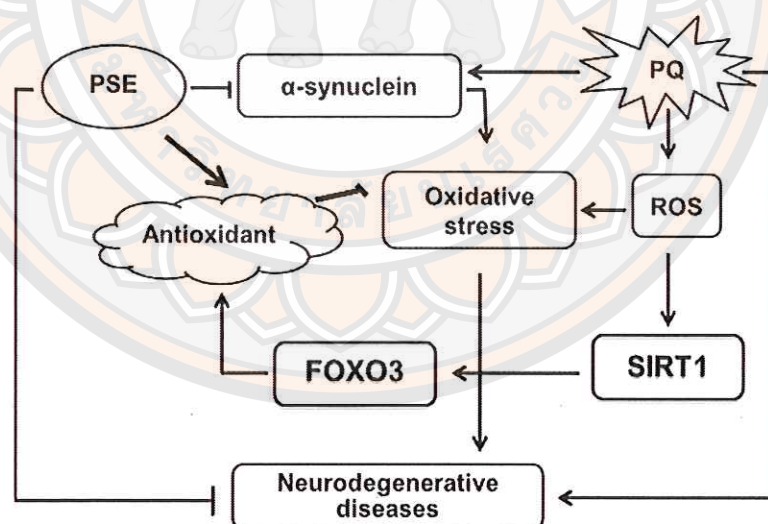 PSE
α-synuclein
PQ
Oxidative
stress
ROS
Antioxidant
FOXO3
SIRT1
Neurodegenerative
diseases